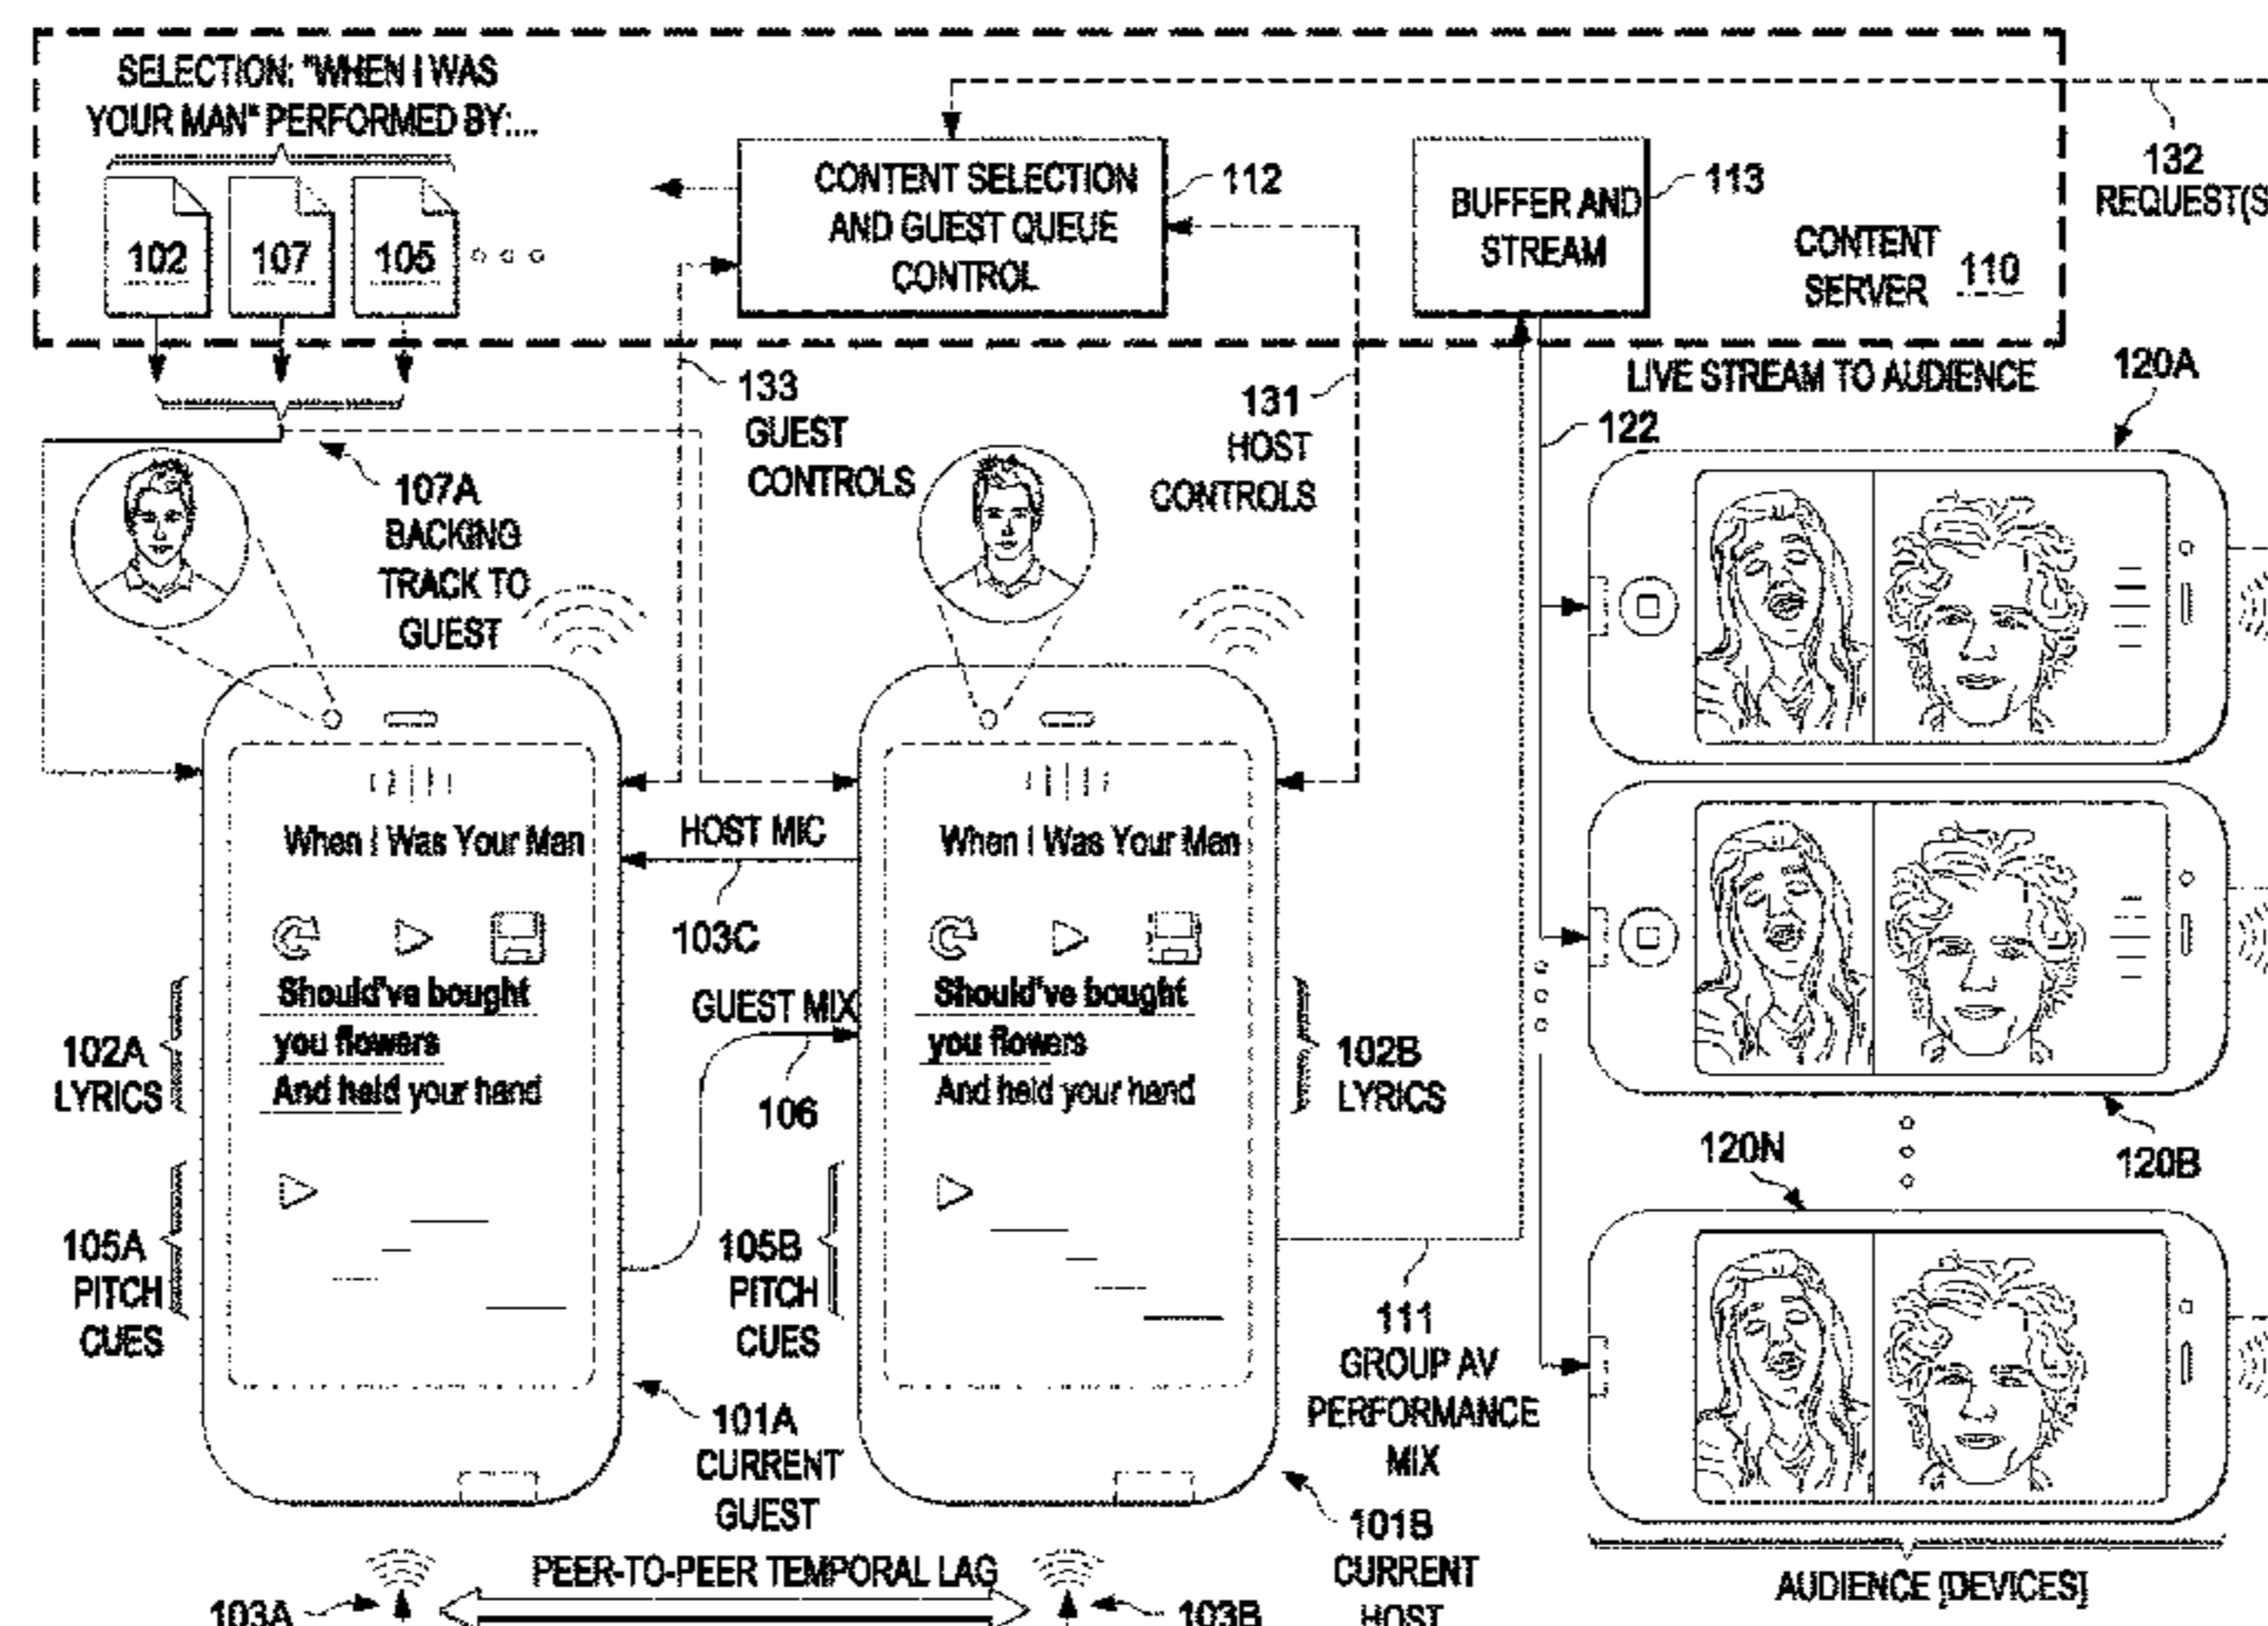 SELECTION: "WHEN I WAS
YOUR MAN" PERFORMED BY:...
102
107
105
CONTENT SELECTION
AND GUEST QUEUE
CONTROL
112
BUFFER AND
STREAM
113
CONTENT
SERVER
110
132
REQUEST(S
LIVE STREAM TO AUDIENCE
120A
133
GUEST
CONTROLS
131
HOST
CONTROLS
122
107A
BACKING
TRACK TO
GUEST
When I Was Your Man
HOST MIC
When I Was Your Man
103C
Should've bought
you flowers
And held your hand
GUEST MIX
Should've bought
you flowers
And held your hand
102A
LYRICS
106
102B
LYRICS
120N
120B
105A
PITCH
CUES
105B
PITCH
CUES
111
GROUP AV
PERFORMANCE
MIX
101A
CURRENT
GUEST
101B
CURRENT
HOST
PEER-TO-PEER TEMPORAL LAG
AUDIENCE [DEVICES]
103A
103B